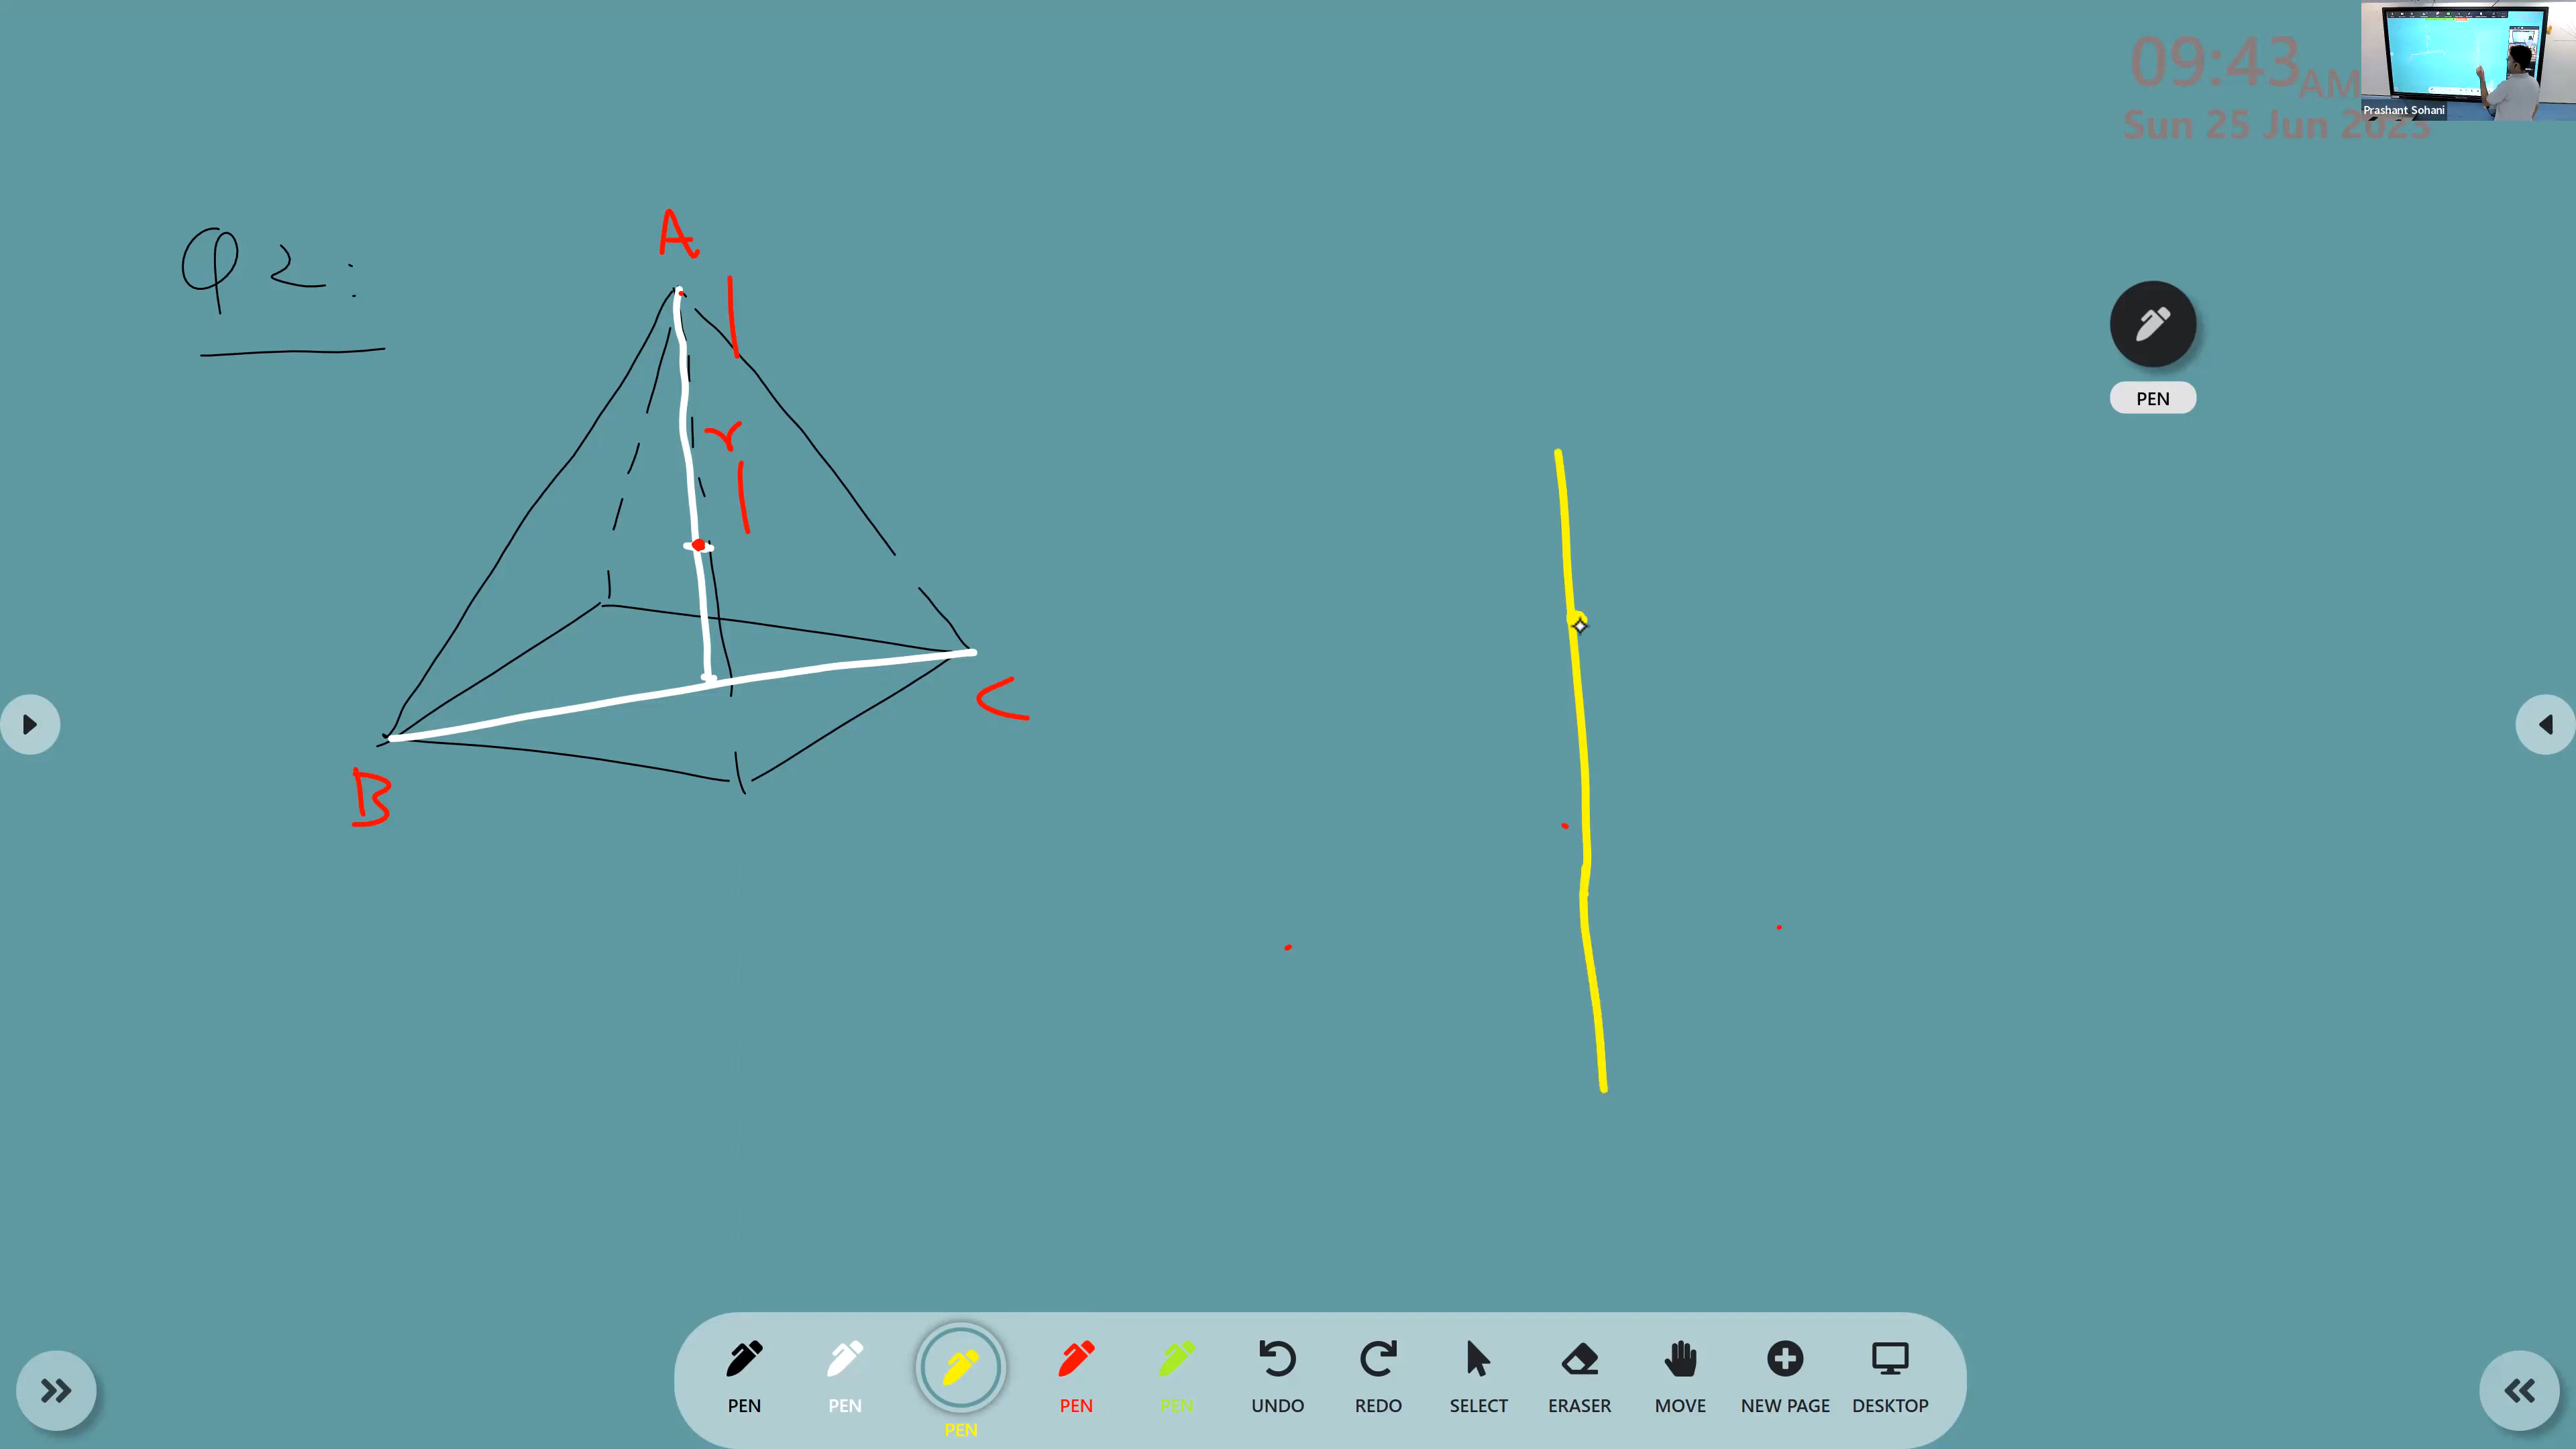 09:43AM
Sun 25 Jun 2023
Prashant Sohani
Q2:
A
r
B
C
PEN
PEN
PEN
PEN
PEN
PEN
UNDO
REDO
SELECT
ERASER
MOVE
NEW PAGE
DESKTOP